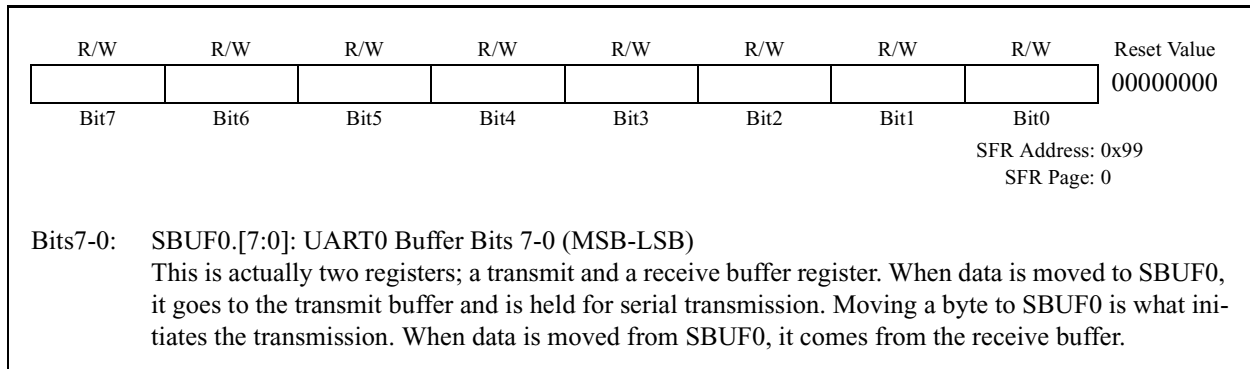 R/W R/W R/W R/W R/W R/W R/W R/W Reset Value
00000000
Bit7 Bit6 Bit5 Bit4 Bit3 Bit2 Bit1 Bit0
SFR Address: 0x99
SFR Page: 0
Bits7-0: SBUF0.[7:0]: UART0 Buffer Bits 7-0 (MSB-LSB)
This is actually two registers; a transmit and a receive buffer register. When data is moved to SBUF0,
it goes to the transmit buffer and is held for serial transmission. Moving a byte to SBUF0 is what ini-
tiates the transmission. When data is moved from SBUF0, it comes from the receive buffer.